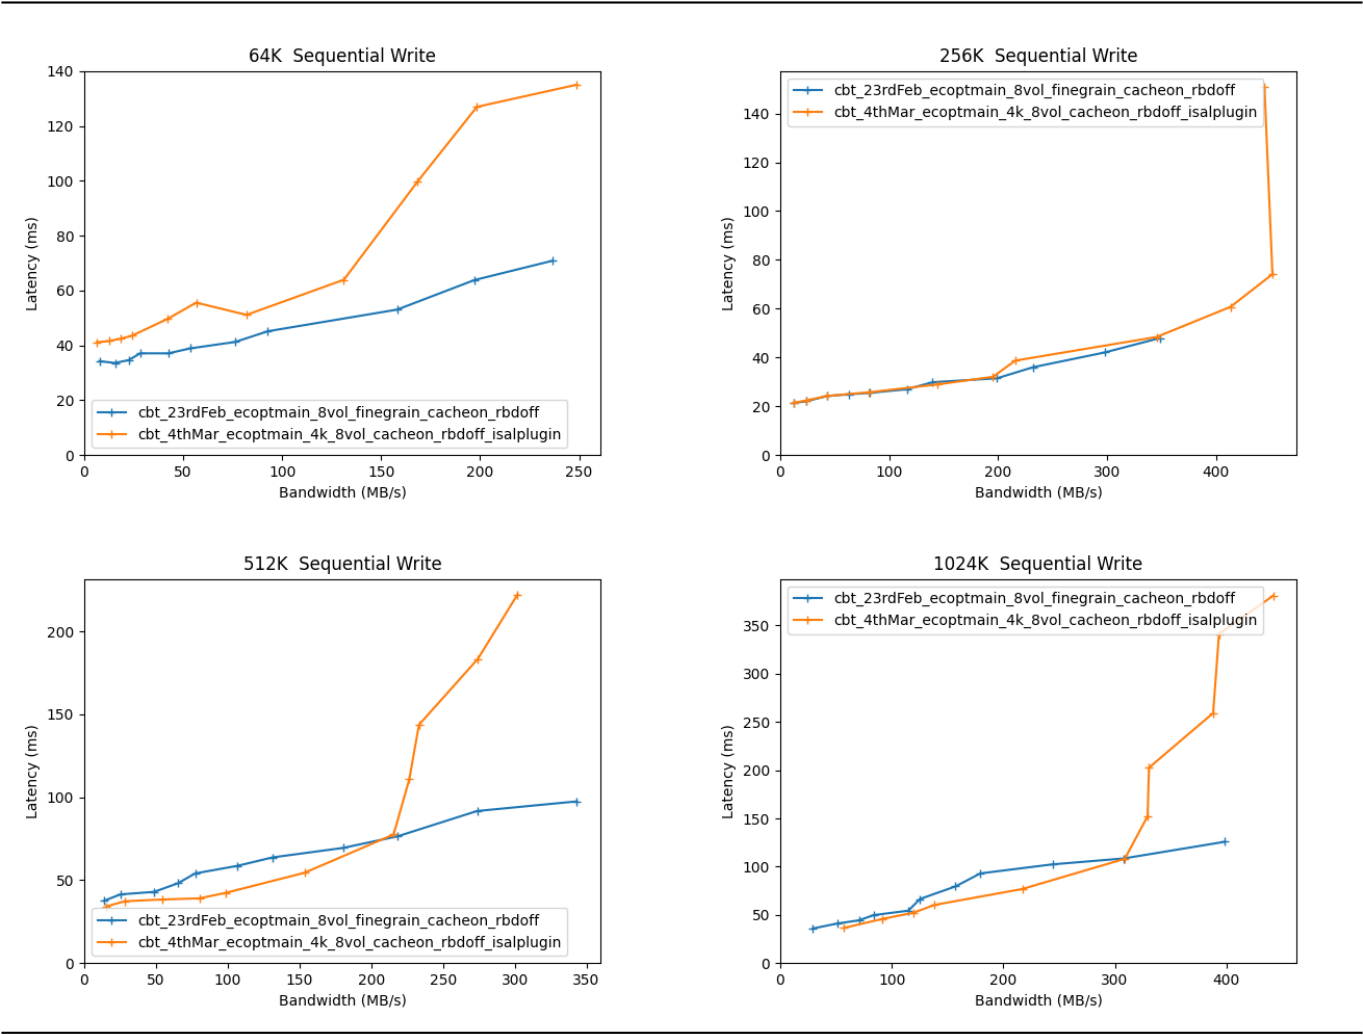 64K  Sequential Write
140
120
100
80
60
40
20
0
Latency (ms)
cbt_23rdFeb_ecoptmain_8vol_finegrain_cacheon_rbdoff
cbt_4thMar_ecoptmain_4k_8vol_cacheon_rbdoff_isalplugin
0 50 100 150 200 250
Bandwidth (MB/s)
256K  Sequential Write
cbt_23rdFeb_ecoptmain_8vol_finegrain_cacheon_rbdoff
cbt_4thMar_ecoptmain_4k_8vol_cacheon_rbdoff_isalplugin
140
120
100
80
60
40
20
0
Latency (ms)
0 100 200 300 400
Bandwidth (MB/s)
512K  Sequential Write
200
150
100
50
0
Latency (ms)
cbt_23rdFeb_ecoptmain_8vol_finegrain_cacheon_rbdoff
cbt_4thMar_ecoptmain_4k_8vol_cacheon_rbdoff_isalplugin
0 50 100 150 200 250 300 350
Bandwidth (MB/s)
1024K  Sequential Write
cbt_23rdFeb_ecoptmain_8vol_finegrain_cacheon_rbdoff
cbt_4thMar_ecoptmain_4k_8vol_cacheon_rbdoff_isalplugin
350
300
250
200
150
100
50
0
Latency (ms)
0 100 200 300 400
Bandwidth (MB/s)